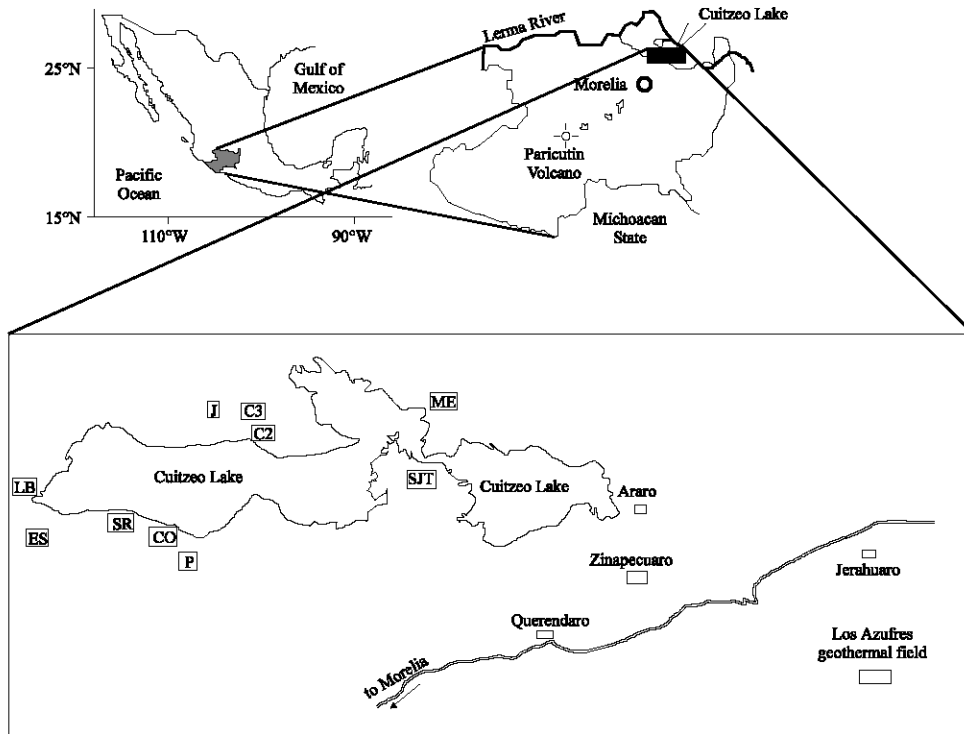 Cuitzeo Lake
Lerma River
25°N
Gulf of
Mexico
Morelia
Paricutin
Volcano
Pacific
Ocean
Michoacan
State
15°N
110°W
90°W
ME
J
C3
C2
Cuitzeo Lake
SJT
Cuitzeo Lake
LB
Araro
SR
ES
CO
P
Zinapecuaro
Jerahuaro
Querendaro
Los Azufres
geothermal field
to Morelia